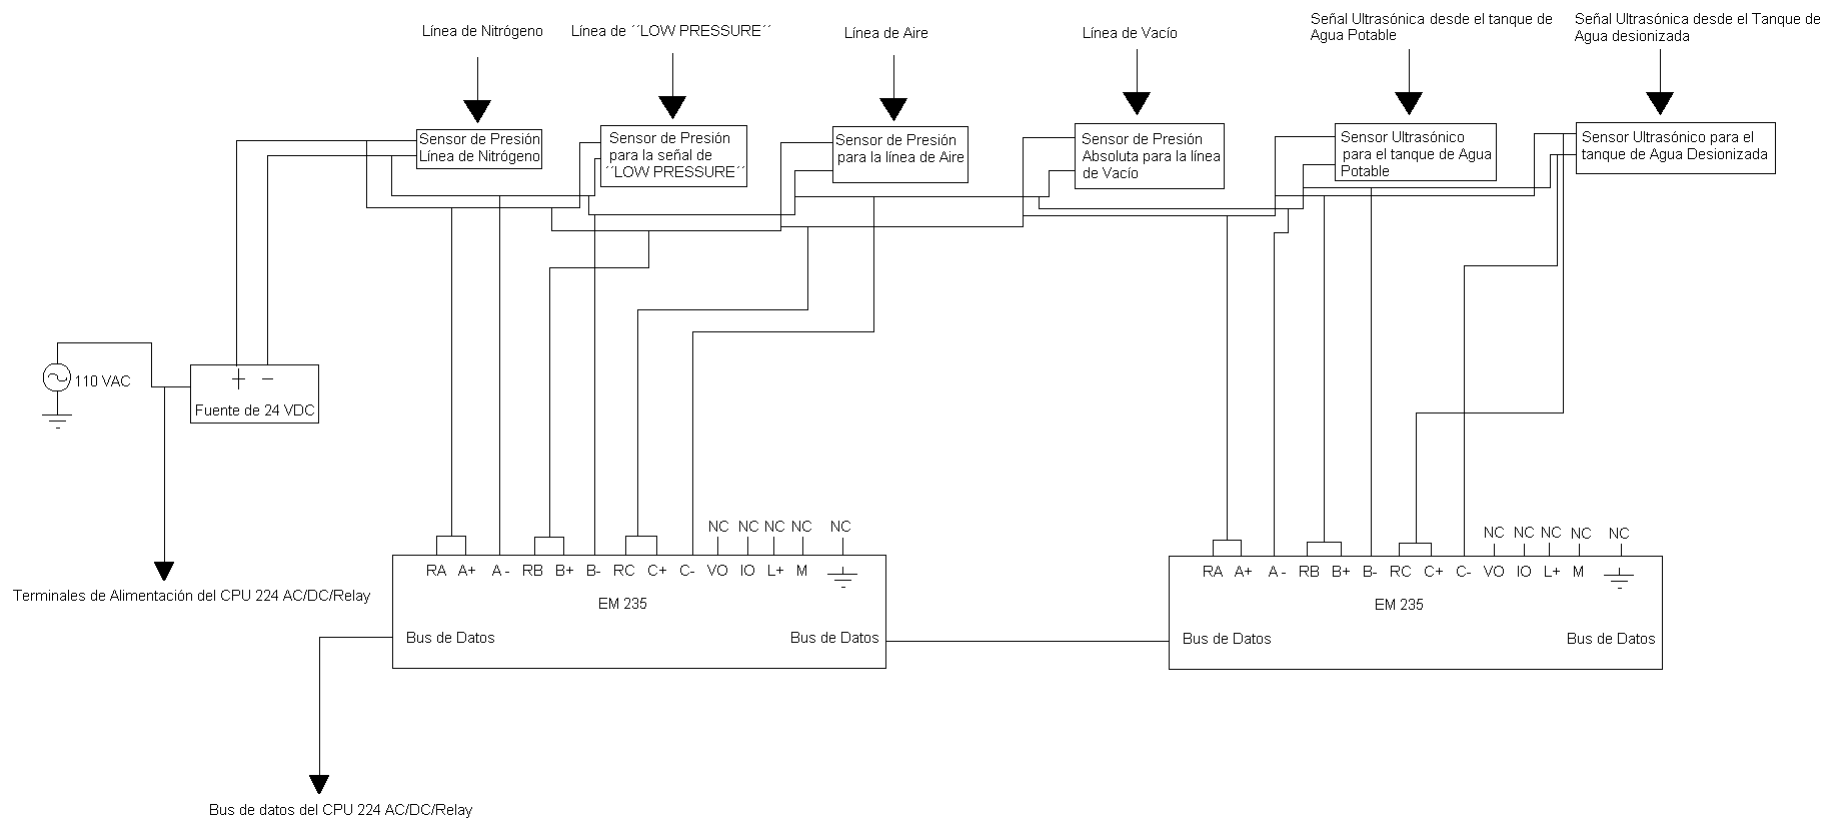 Línea de Nitrógeno
Línea de ´´LOW PRESSURE´´
Línea de Aire
Línea de Vacío
Señal Ultrasónica desde el tanque de
Agua Potable
Señal Ultrasónica desde el Tanque de
Agua desionizada
Sensor de Presión
Línea de Nitrógeno
Sensor de Presión
para la señal de
´´LOW PRESSURE´´
Sensor de Presión
para la línea de Aire
Sensor de Presión
Absoluta para la línea
de Vacío
Sensor Ultrasónico
para el tanque de Agua
Potable
Sensor Ultrasónico para el
tanque de Agua Desionizada
110 VAC
+ −
Fuente de 24 VDC
Terminales de Alimentación del CPU 224 AC/DC/Relay
NC NC NC NC NC
RA A+ A- RB B+ B- RC C+ C- VO IO L+ M
EM 235
Bus de Datos Bus de Datos
NC NC NC NC NC
RA A+ A- RB B+ B- RC C+ C- VO IO L+ M
EM 235
Bus de Datos Bus de Datos
Bus de datos del CPU 224 AC/DC/Relay